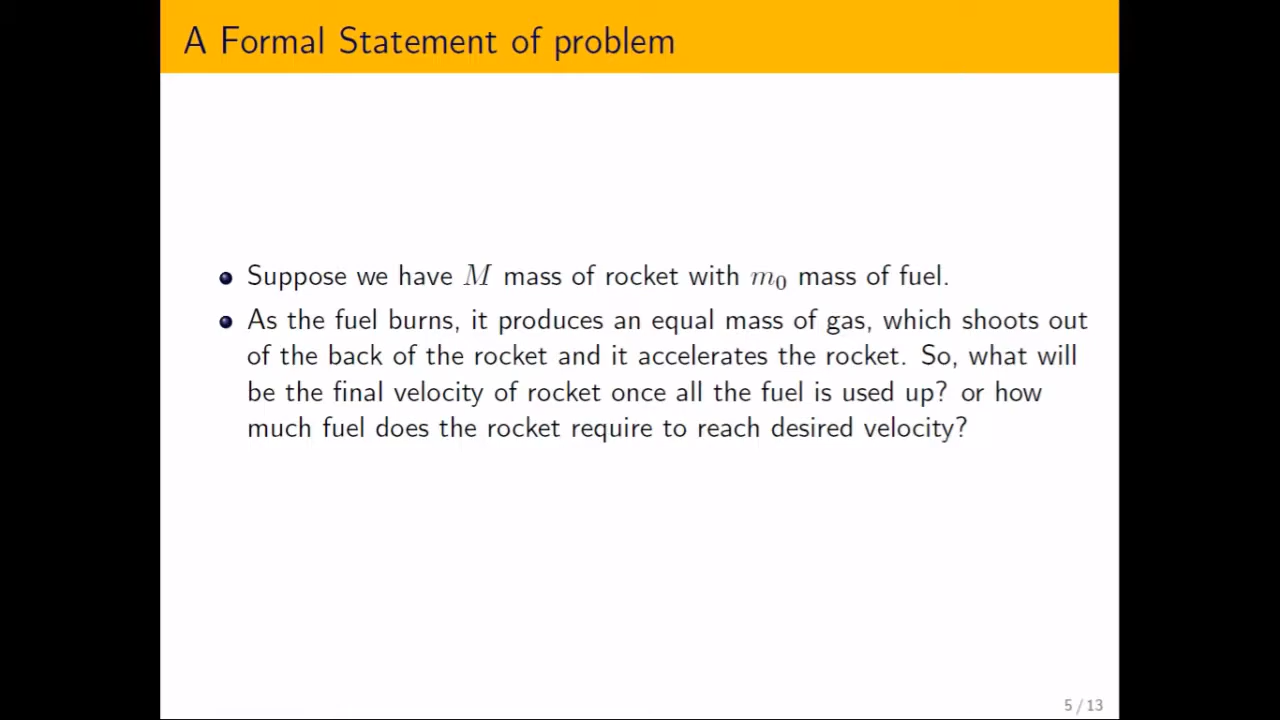 A Formal Statement of problem
Suppose we have M mass of rocket with m₀ mass of fuel.
As the fuel burns, it produces an equal mass of gas, which shoots out
of the back of the rocket and it accelerates the rocket. So, what will
be the final velocity of rocket once all the fuel is used up? or how
much fuel does the rocket require to reach desired velocity?
5 / 13